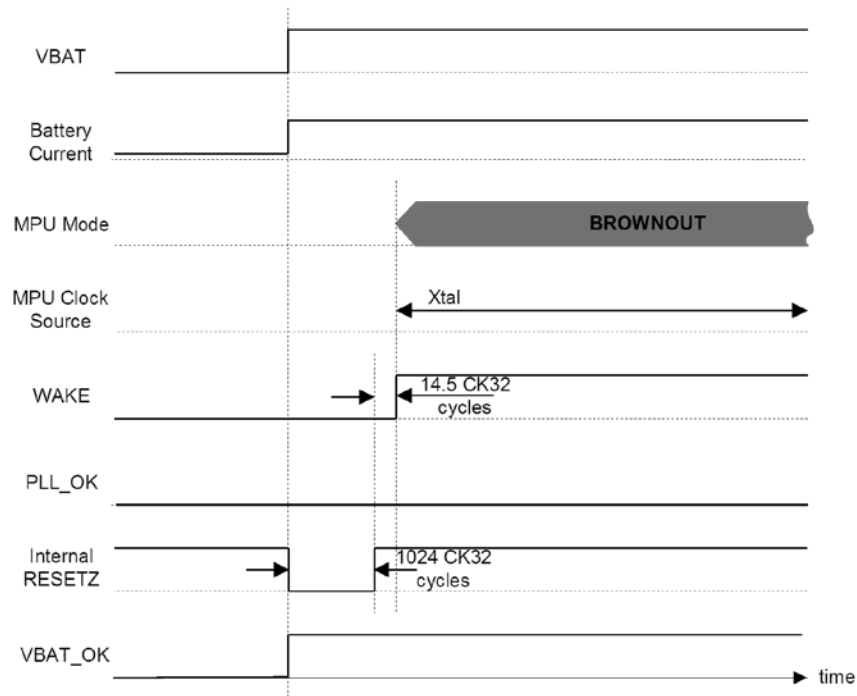 VBAT
Battery
Current
MPU Mode
BROWNOUT
MPU Clock
Source
Xtal
WAKE
14.5 CK32
cycles
PLL_OK
Internal
RESETZ
1024 CK32
cycles
VBAT_OK
time